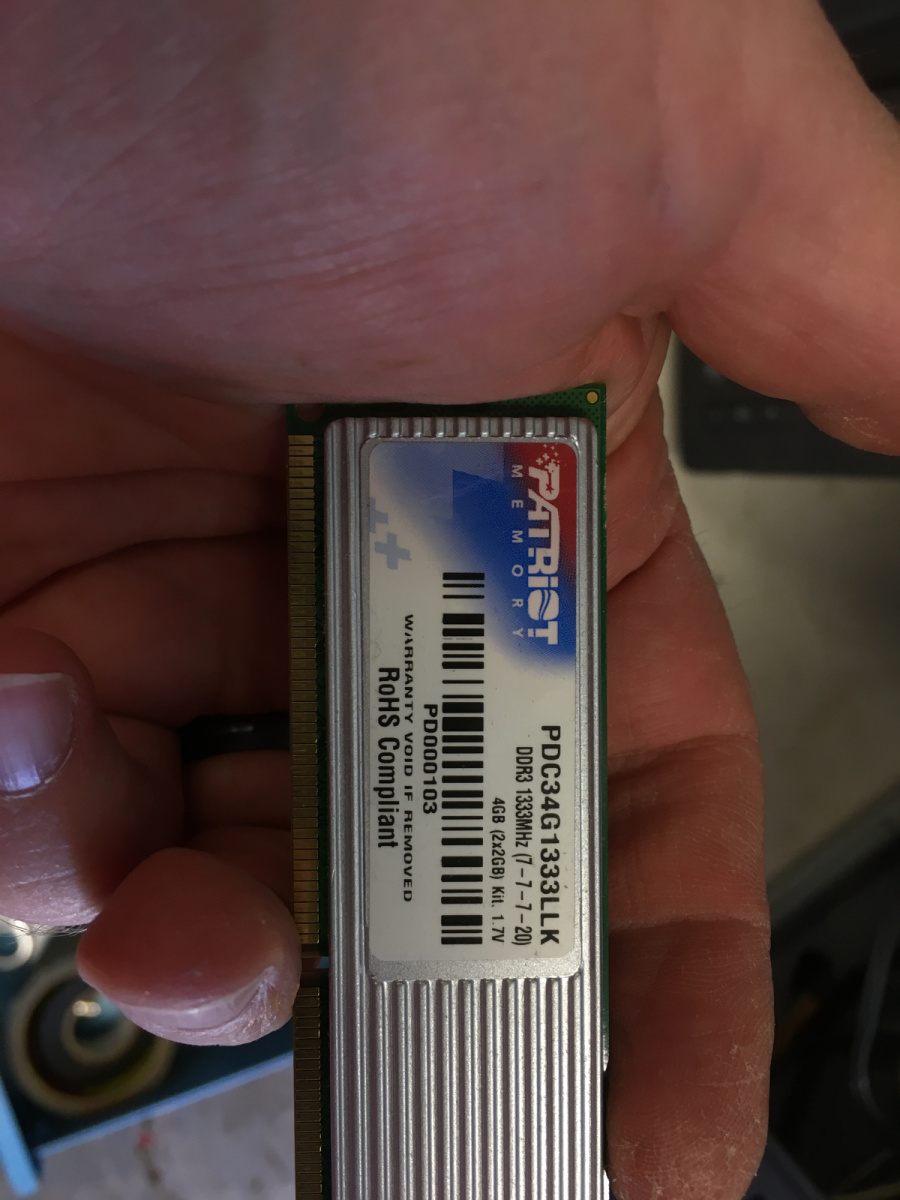 PATRIOT
MEMORY
PDC34G1333LLK
DDR3 1333MHz (7-7-7-20)
4GB (2x2GB) Kit. 1.7V
PD000103
WARRANTY VOID IF REMOVED
RoHS Compliant